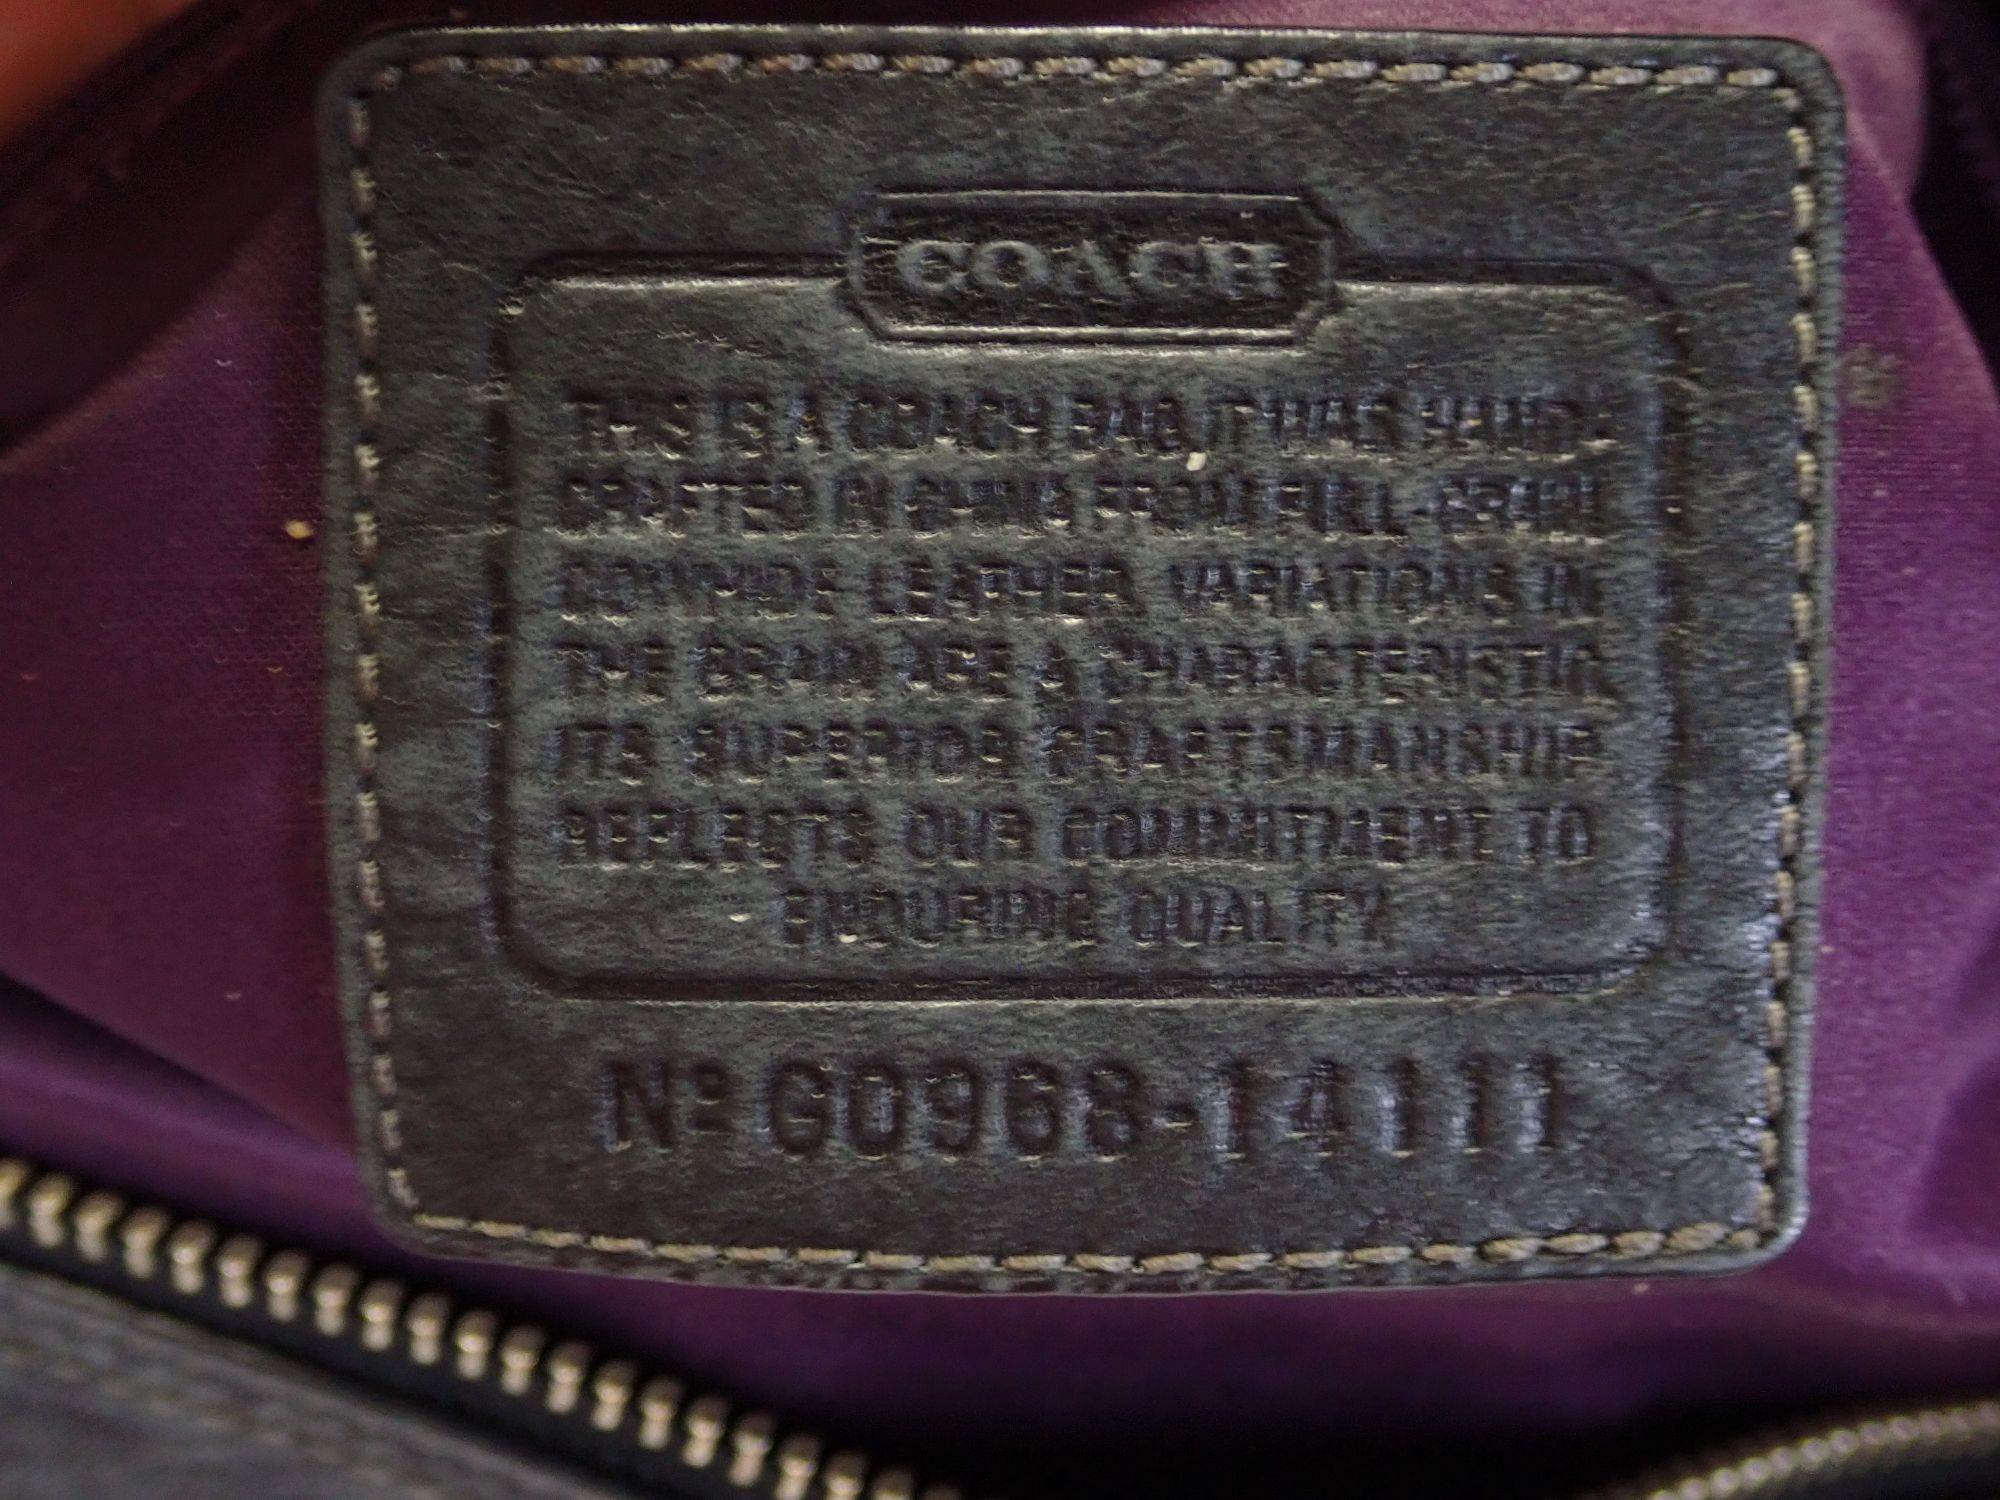 COACH
THIS IS A COACH BAG. IT WAS HAND-
CRAFTED IN CHINA FROM FULL-GRAIN
COWHIDE LEATHER. VARIATIONS IN
THE GRAIN ARE A CHARACTERISTIC.
ITS SUPERIOR CRAFTSMANSHIP
REFLECTS OUR COMMITMENT TO
ENDURING QUALITY.
Nº G0968-14111